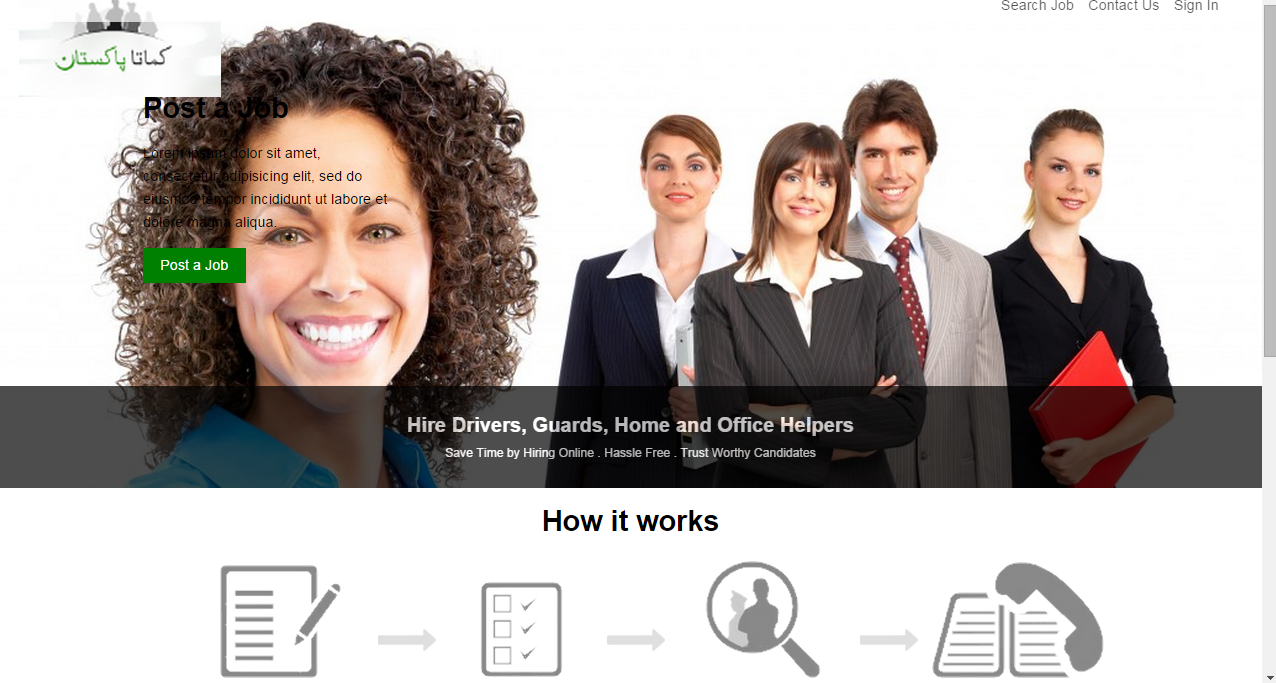 Search Job Contact Us Sign In
کماتا پاکستان
Post a Job
Lorem ipsum dolor sit amet,
consectetur adipisicing elit, sed do
eiusmod tempor incididunt ut labore et
dolore magna aliqua.
Post a Job
Hire Drivers, Guards, Home and Office Helpers
Save Time by Hiring Online . Hassle Free . Trust Worthy Candidates
How it works